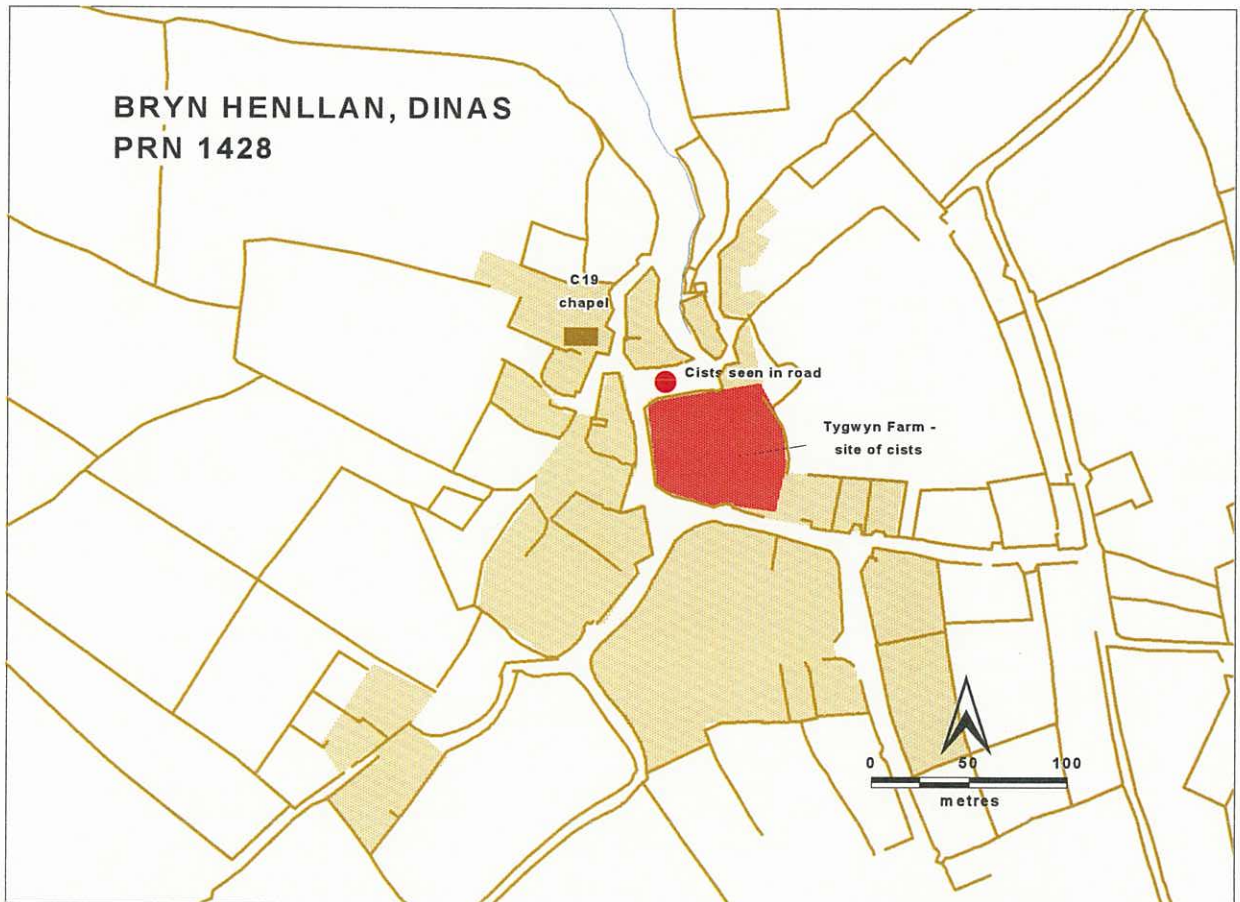 BRYN HENLLAN, DINAS
PRN 1428
C19
chapel
Cists seen in road
Tygwyn Farm -
site of cists
0 50 100
metres